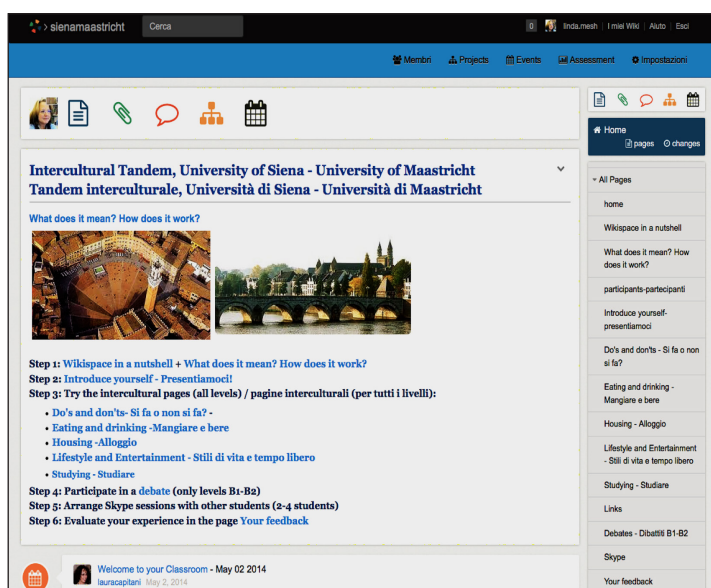 sienamaastricht
Cerca
0 linda.mesh | I miei Wiki | Aiuto | Esci
Membri Projects Events Assessment Impostazioni
Intercultural Tandem, University of Siena - University of Maastricht
Tandem interculturale, Università di Siena - Università di Maastricht
What does it mean? How does it work?
Step 1: Wikispace in a nutshell + What does it mean? How does it work?
Step 2: Introduce yourself - Presentiamoci!
Step 3: Try the intercultural pages (all levels) / pagine interculturali (per tutti i livelli):
• Do's and don'ts- Si fa o non si fa? -
• Eating and drinking -Mangiare e bere
• Housing -Alloggio
• Lifestyle and Entertainment - Stili di vita e tempo libero
• Studying - Studiare
Step 4: Participate in a debate (only levels B1-B2)
Step 5: Arrange Skype sessions with other students (2-4 students)
Step 6: Evaluate your experience in the page Your feedback
Welcome to your Classroom - May 02 2014
lauracapitani May 2, 2014
Home
pages changes
All Pages
home
Wikispace in a nutshell
What does it mean? How
does it work?
participants-partecipanti
Introduce yourself-
presentiamoci
Do's and don'ts - Si fa o non
si fa?
Eating and drinking -
Mangiare e bere
Housing - Alloggio
Lifestyle and Entertainment
- Stili di vita e tempo libero
Studying - Studiare
Links
Debates - Dibattiti B1-B2
Skype
Your feedback